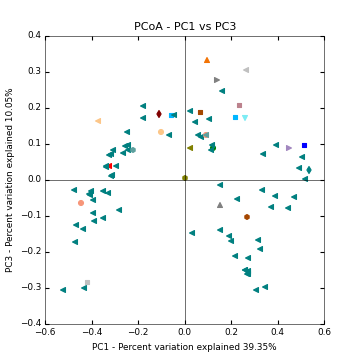 PCoA - PC1 vs PC3
0.4
0.3
0.2
0.1
0.0
−0.1
−0.2
−0.3
−0.4
PC3 - Percent variation explained 10.05%
−0.6 −0.4 −0.2 0.0 0.2 0.4 0.6
PC1 - Percent variation explained 39.35%